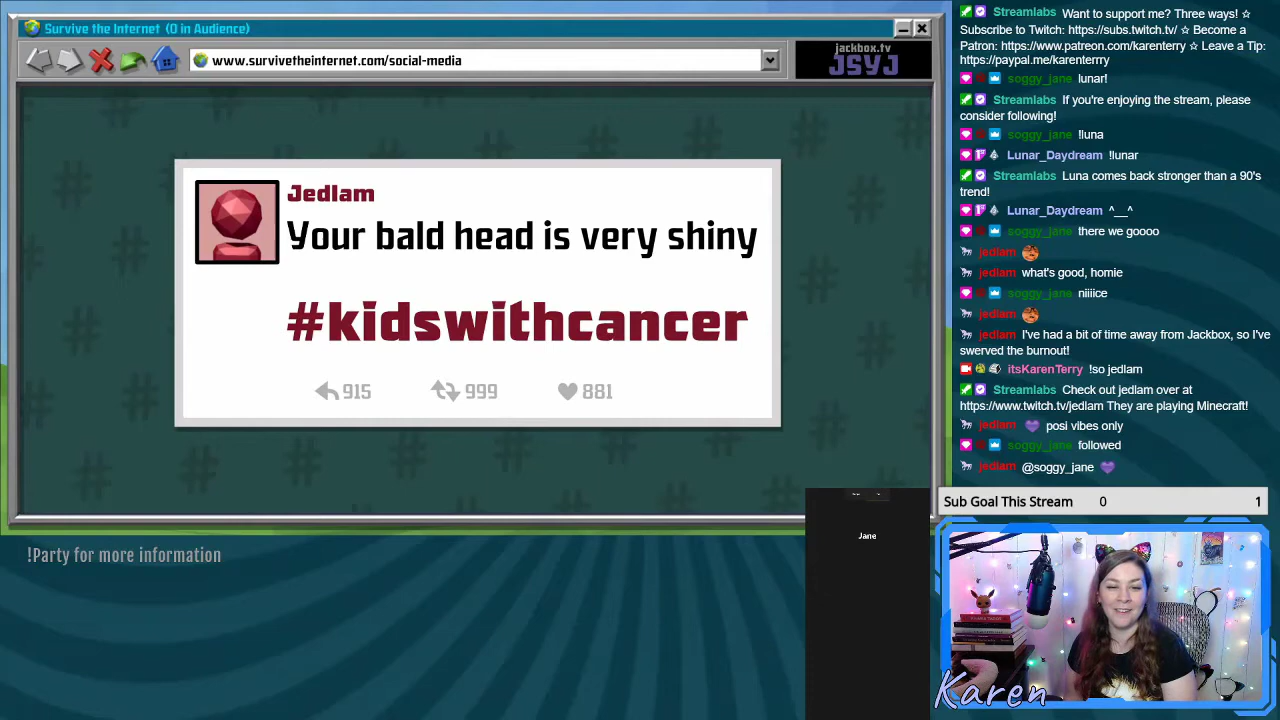 Survive the Internet (0 in Audience)
www.survivetheinternet.com/social-media
jackbox.tv
JSYJ
Jedlam
Your bald head is very shiny
#kidswithcancer
915
999
881
!Party for more information
Jane
Streamlabs Want to support me? Three ways! ☆
Subscribe to Twitch: https://subs.twitch.tv/ ☆ Become a
Patron: https://www.patreon.com/karenterry ☆ Leave a Tip:
https://paypal.me/karenterrry
soggy_jane lunar!
Streamlabs If you're enjoying the stream, please
consider following!
soggy_jane !luna
Lunar_Daydream !lunar
Streamlabs Luna comes back stronger than a 90's
trend!
Lunar_Daydream ^__^
soggy_jane there we goooo
jedlam
jedlam what's good, homie
soggy_jane niiiice
jedlam
jedlam I've had a bit of time away from Jackbox, so I've
swerved the burnout!
itsKarenTerry !so jedlam
Streamlabs Check out jedlam over at
https://www.twitch.tv/jedlam They are playing Minecraft!
jedlam 💜 posi vibes only
soggy_jane followed
jedlam @soggy_jane 💜
Sub Goal This Stream 0 1
Karen